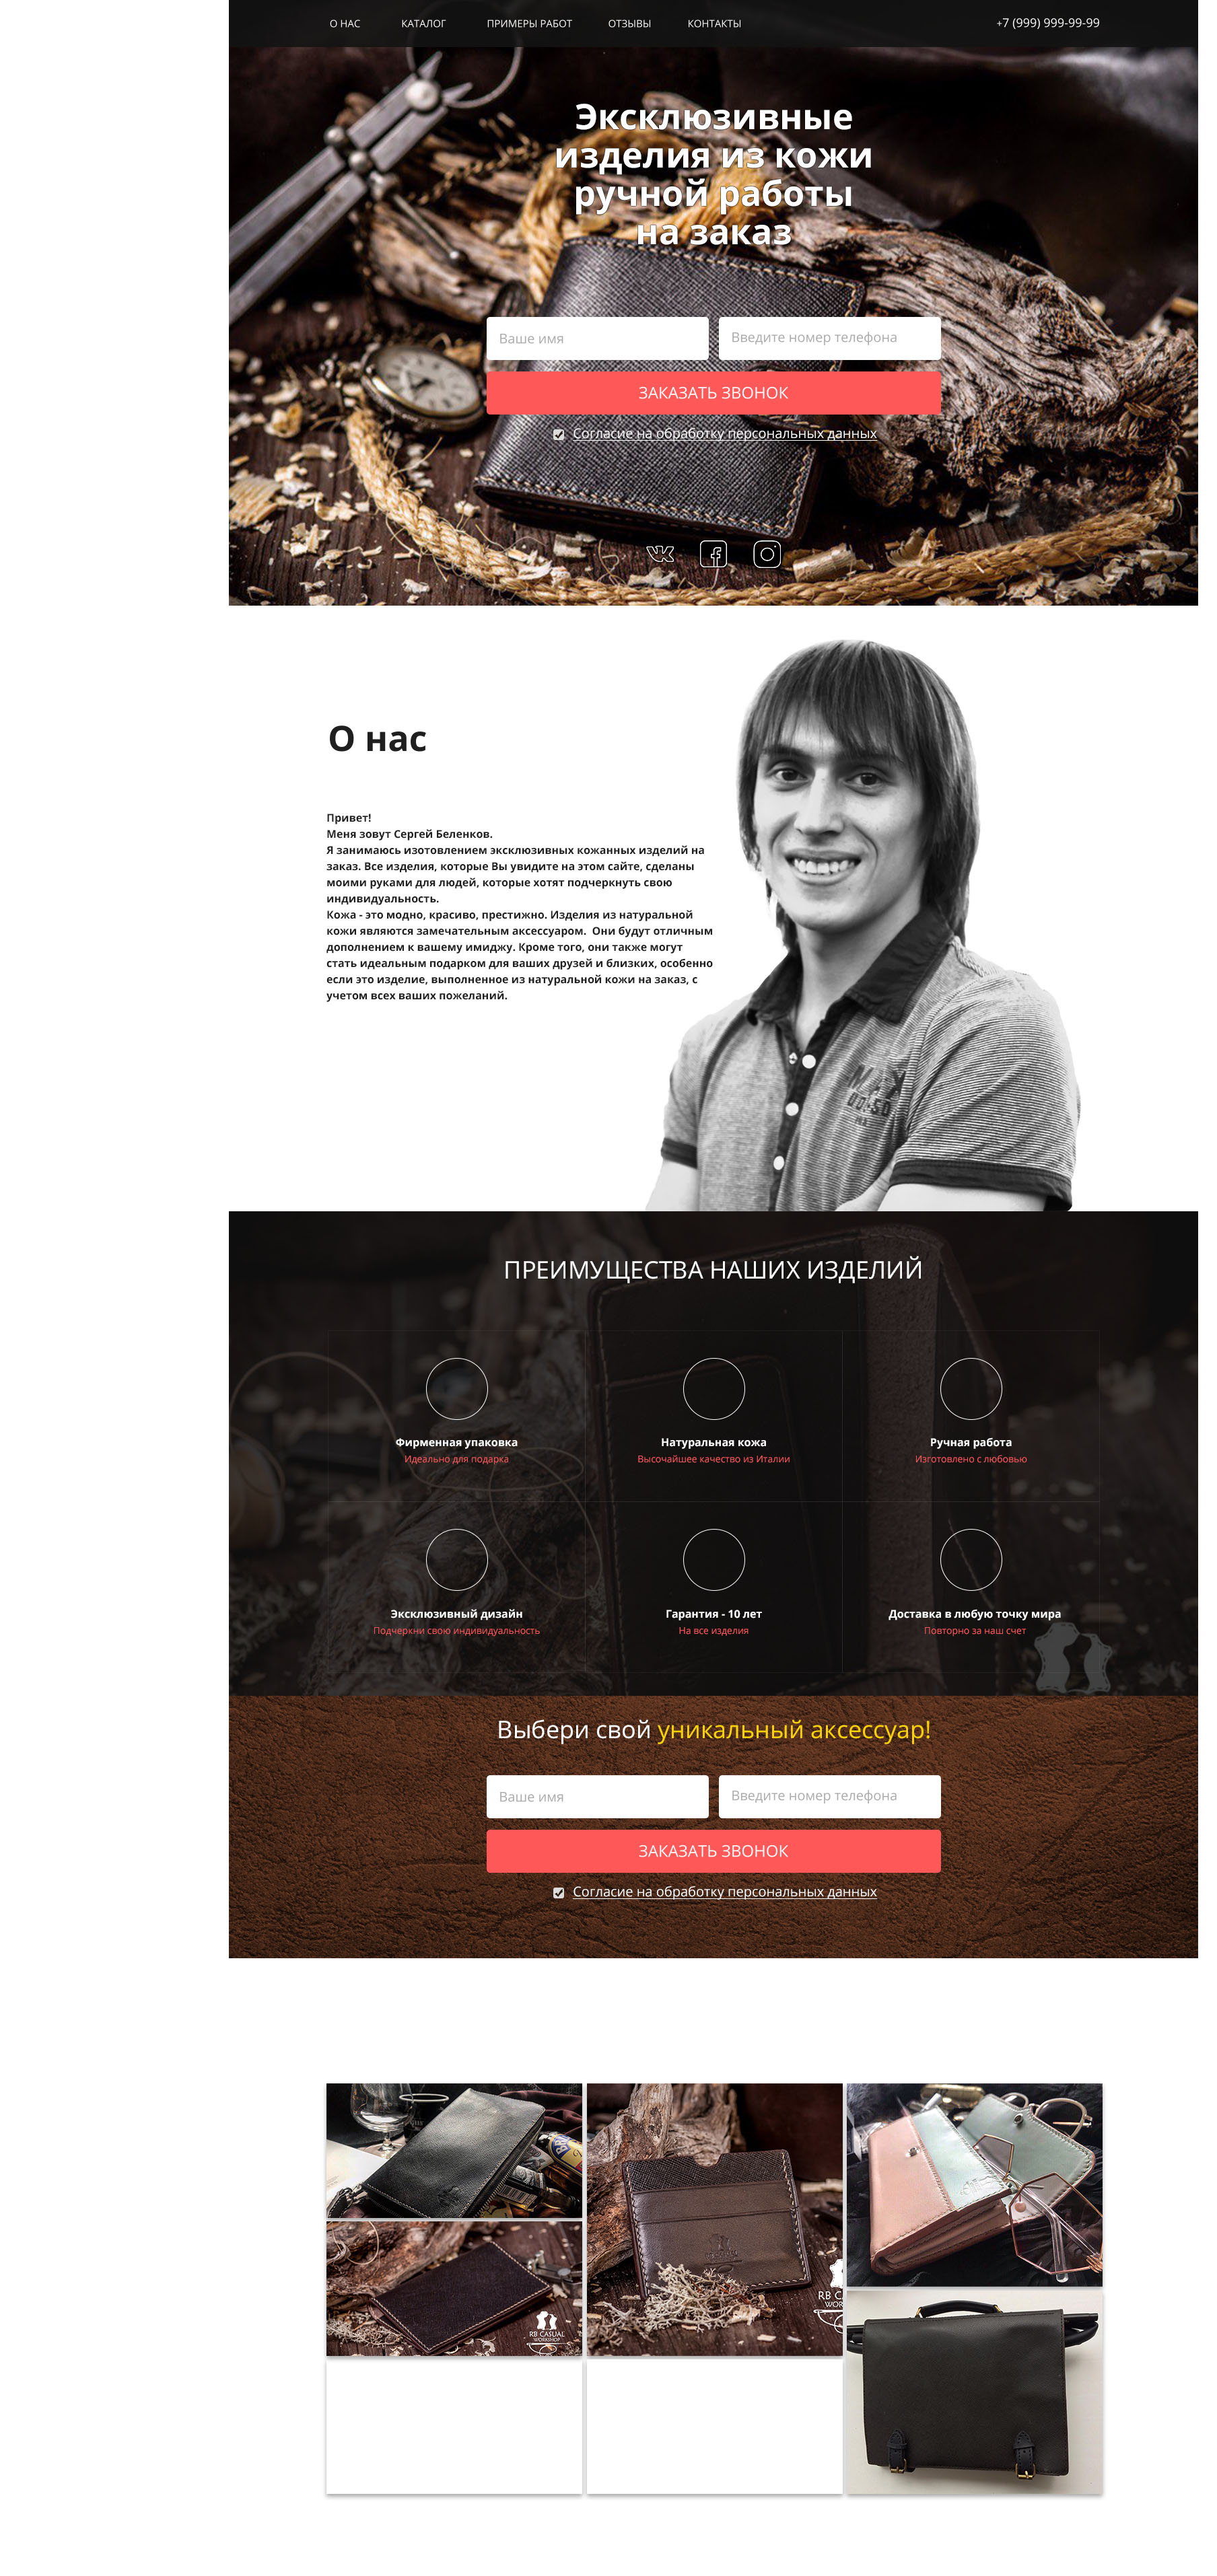 О НАС КАТАЛОГ ПРИМЕРЫ РАБОТ ОТЗЫВЫ КОНТАКТЫ +7 (999) 999-99-99
Эксклюзивные
изделия из кожи
ручной работы
на заказ
Ваше имя Введите номер телефона
ЗАКАЗАТЬ ЗВОНОК
Согласие на обработку персональных данных
О нас
Привет!
Меня зовут Сергей Беленков.
Я занимаюсь изотовлением эксклюзивных кожанных изделий на
заказ. Все изделия, которые Вы увидите на этом сайте, сделаны
моими руками для людей, которые хотят подчеркнуть свою
индивидуальность.
Кожа - это модно, красиво, престижно. Изделия из натуральной
кожи являются замечательным аксессуаром. Они будут отличным
дополнением к вашему имиджу. Кроме того, они также могут
стать идеальным подарком для ваших друзей и близких, особенно
если это изделие, выполненное из натуральной кожи на заказ, с
учетом всех ваших пожеланий.
ПРЕИМУЩЕСТВА НАШИХ ИЗДЕЛИЙ
Фирменная упаковка Натуральная кожа Ручная работа
Идеально для подарка Высочайшее качество из Италии Изготовлено с любовью
Эксклюзивный дизайн Гарантия - 10 лет Доставка в любую точку мира
Подчеркни свою индивидуальность На все изделия Повторно за наш счет
Выбери свой уникальный аксессуар!
Ваше имя Введите номер телефона
ЗАКАЗАТЬ ЗВОНОК
Согласие на обработку персональных данных
RB CASUAL
WORKSHOP
RB C
WORK